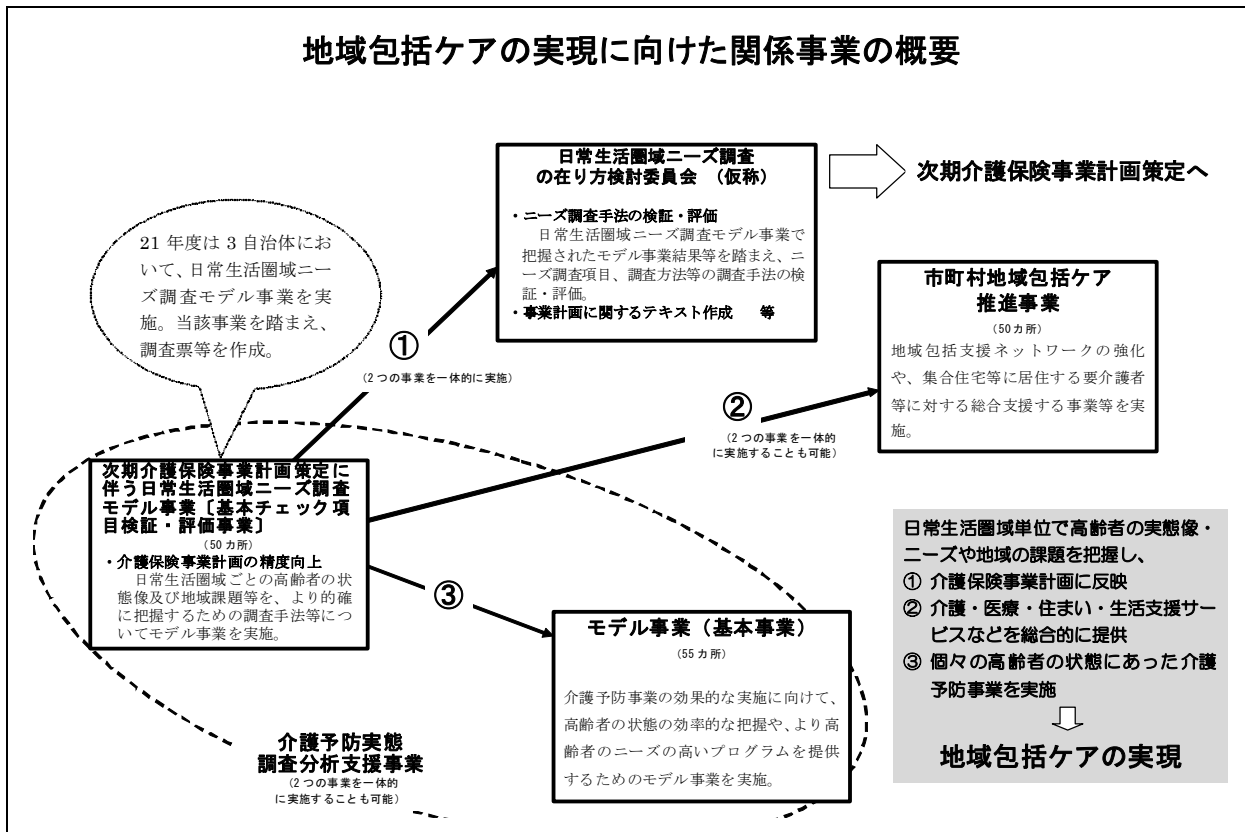 地域包括ケアの実現に向けた関係事業の概要
日常生活圏域ニーズ調査
の在り方検討委員会 （仮称）
・ニーズ調査手法の検証・評価
日常生活圏域ニーズ調査モデル事業で
把握されたモデル事業結果等を踏まえ、ニ
ーズ調査項目、調査方法等の調査手法の検
証・評価。
・事業計画に関するテキスト作成 等
次期介護保険事業計画策定へ
21 年度は 3 自治体にお
いて、日常生活圏域ニー
ズ調査モデル事業を実
施。当該事業を踏まえ、
調査票等を作成。
①
（2 つの事業を一体的に実施）
市町村地域包括ケア
推進事業
（50 カ所）
地域包括支援ネットワークの強化
や、集合住宅等に居住する要介護者
等に対する総合支援する事業等を実
施。
②
（2 つの事業を一体的
に実施することも可能）
次期介護保険事業計画策定に
伴う日常生活圏域ニーズ調査
モデル事業〔基本チェック項
目検証・評価事業〕
（50 カ所）
・介護保険事業計画の精度向上
日常生活圏域ごとの高齢者の状
態像及び地域課題等を、より的確
に把握するための調査手法等につ
いてモデル事業を実施。
③
モデル事業（基本事業）
（55 カ所）
介護予防事業の効果的な実施に向けて、
高齢者の状態の効率的な把握や、より高
齢者のニーズの高いプログラムを提供
するためのモデル事業を実施。
介護予防実態
調査分析支援事業
（2 つの事業を一体的
に実施することも可能）
日常生活圏域単位で高齢者の実態像・
ニーズや地域の課題を把握し、
① 介護保険事業計画に反映
② 介護・医療・住まい・生活支援サー
ビスなどを総合的に提供
③ 個々の高齢者の状態にあった介護
予防事業を実施
地域包括ケアの実現